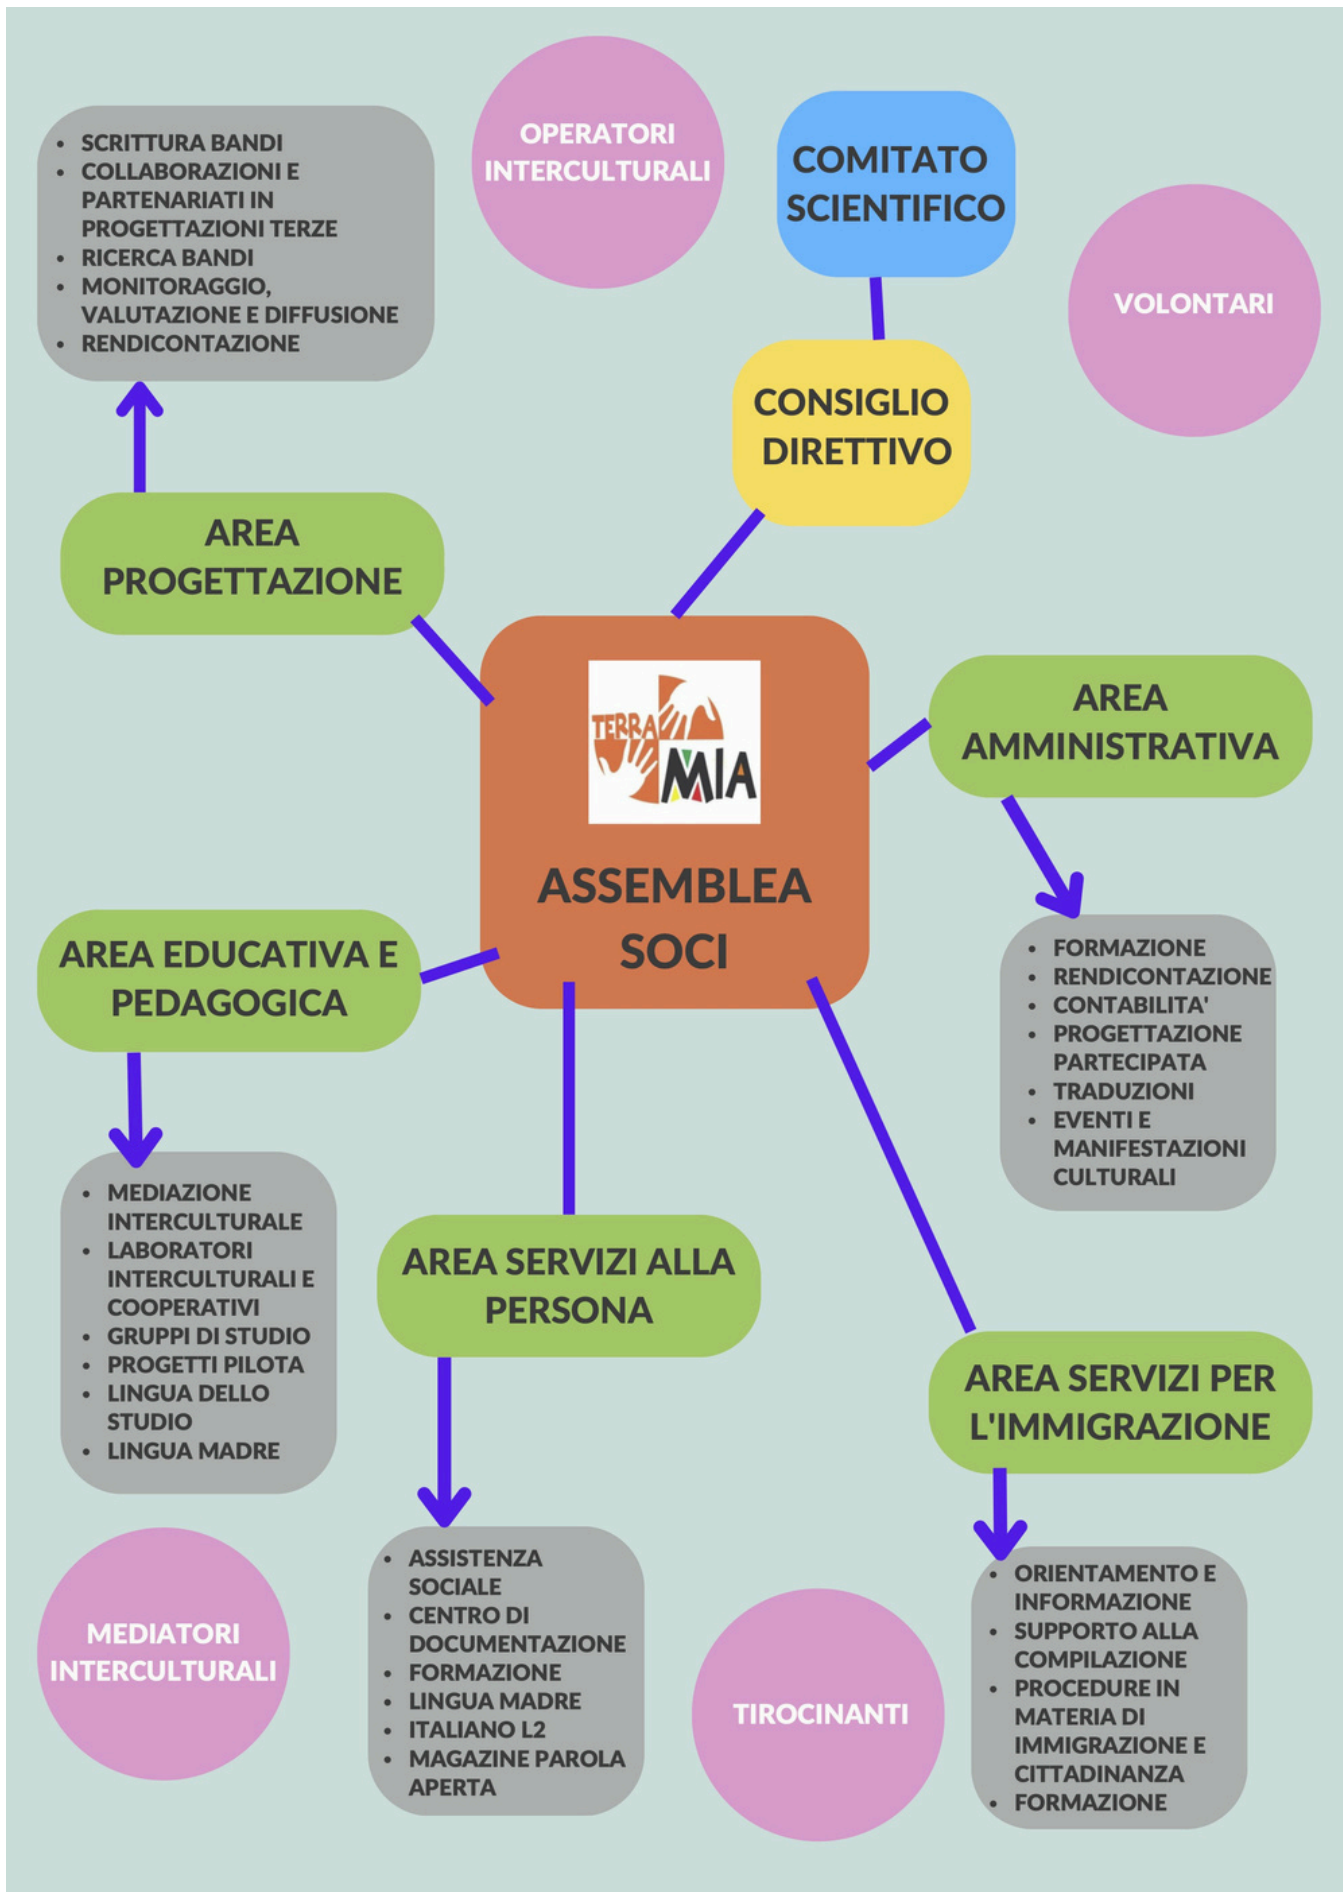 OPERATORI
INTERCULTURALI
COMITATO
SCIENTIFICO
VOLONTARI
• SCRITTURA BANDI
• COLLABORAZIONI E
PARTENARIATI IN
PROGETTAZIONI TERZE
• RICERCA BANDI
• MONITORAGGIO,
VALUTAZIONE E DIFFUSIONE
• RENDICONTAZIONE
CONSIGLIO
DIRETTIVO
AREA
PROGETTAZIONE
TERRA
MIA
ASSEMBLEA
SOCI
AREA
AMMINISTRATIVA
• FORMAZIONE
• RENDICONTAZIONE
• CONTABILITA'
• PROGETTAZIONE
PARTECIPATA
• TRADUZIONI
• EVENTI E
MANIFESTAZIONI
CULTURALI
AREA EDUCATIVA E
PEDAGOGICA
• MEDIAZIONE
INTERCULTURALE
• LABORATORI
INTERCULTURALI E
COOPERATIVI
• GRUPPI DI STUDIO
• PROGETTI PILOTA
• LINGUA DELLO
STUDIO
• LINGUA MADRE
AREA SERVIZI ALLA
PERSONA
• ASSISTENZA
SOCIALE
• CENTRO DI
DOCUMENTAZIONE
• FORMAZIONE
• LINGUA MADRE
• ITALIANO L2
• MAGAZINE PAROLA
APERTA
AREA SERVIZI PER
L'IMMIGRAZIONE
• ORIENTAMENTO E
INFORMAZIONE
• SUPPORTO ALLA
COMPILAZIONE
• PROCEDURE IN
MATERIA DI
IMMIGRAZIONE E
CITTADINANZA
• FORMAZIONE
MEDIATORI
INTERCULTURALI
TIROCINANTI